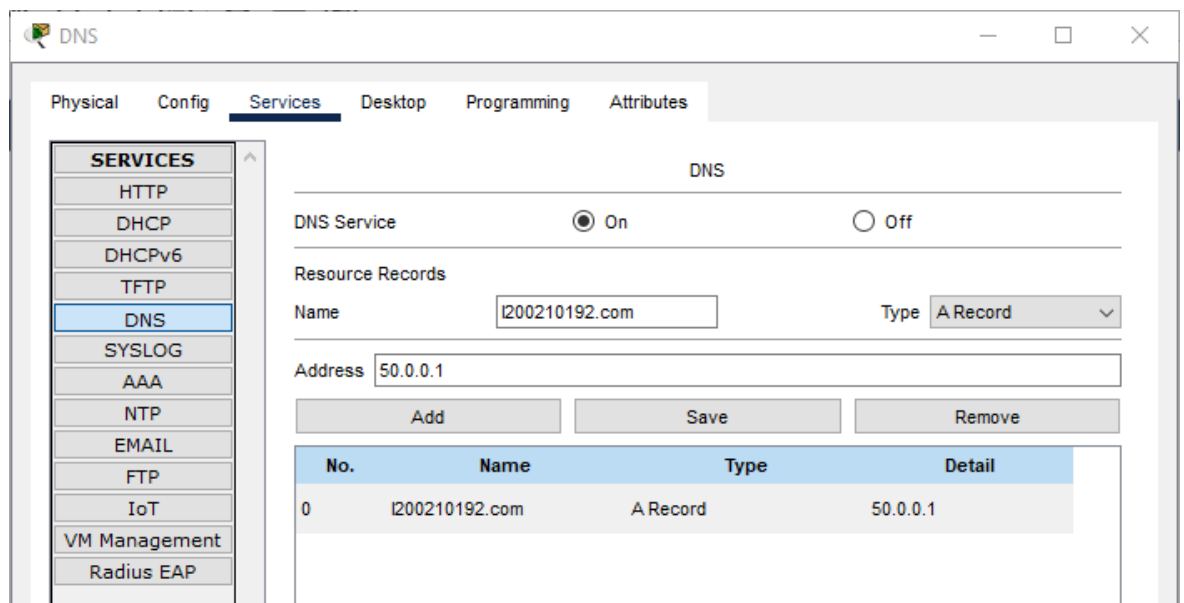 DNS
Physical Config Services Desktop Programming Attributes
SERVICES
HTTP
DHCP
DHCPv6
TFTP
DNS
SYSLOG
AAA
NTP
EMAIL
FTP
IoT
VM Management
Radius EAP
DNS
DNS Service On Off
Resource Records
Name l200210192.com Type A Record
Address 50.0.0.1
Add Save Remove
No. Name Type Detail
0 l200210192.com A Record 50.0.0.1